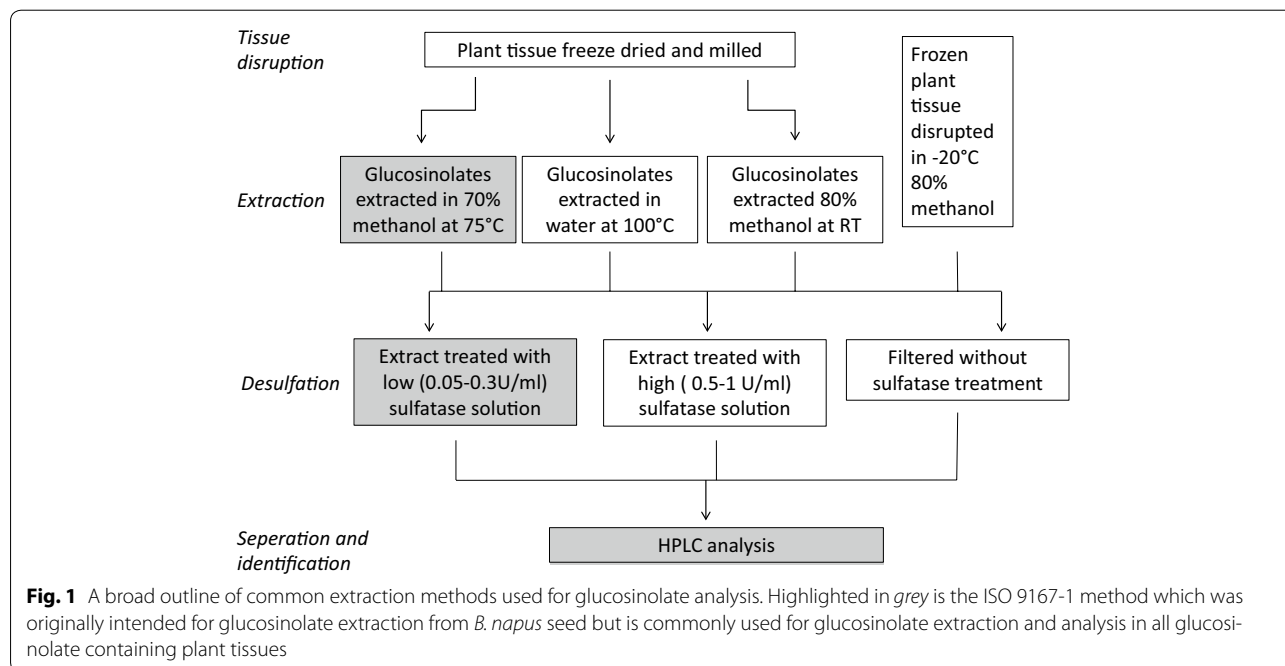 Tissue
disruption
Plant tissue freeze dried and milled
Frozen
plant
tissue
disrupted
in -20°C
80%
methanol
Extraction
Glucosinolates
extracted in 70%
methanol at 75°C
Glucosinolates
extracted in
water at 100°C
Glucosinolates
extracted 80%
methanol at RT
Desulfation
Extract treated with
low (0.05-0.3U/ml)
sulfatase solution
Extract treated with
high ( 0.5-1 U/ml)
sulfatase solution
Filtered without
sulfatase treatment
Seperation and
identification
HPLC analysis
Fig. 1 A broad outline of common extraction methods used for glucosinolate analysis. Highlighted in grey is the ISO 9167-1 method which was
originally intended for glucosinolate extraction from B. napus seed but is commonly used for glucosinolate extraction and analysis in all glucosi-
nolate containing plant tissues